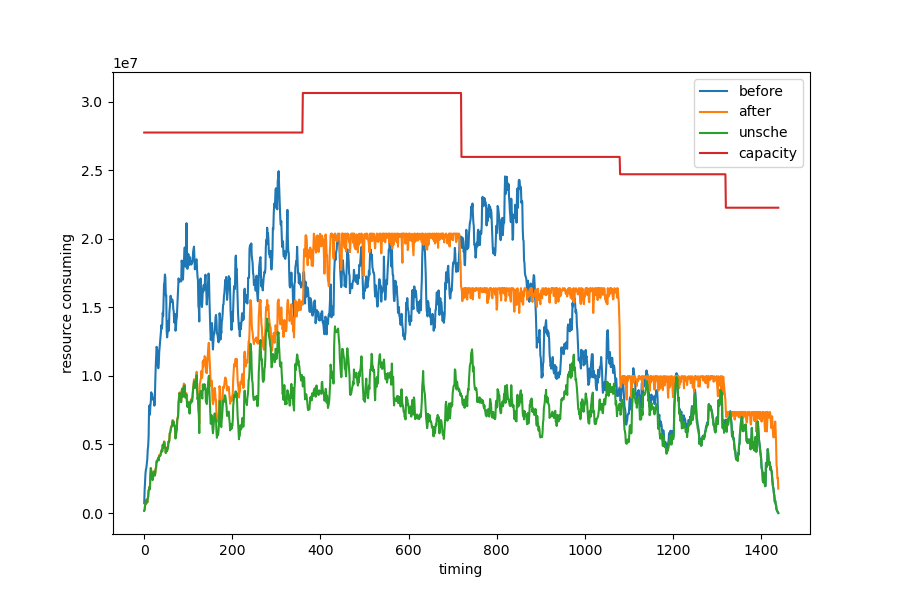 1e7
3.0
2.5
2.0
1.5
1.0
0.5
0.0
resource consuming
before
after
unsche
capacity
0 200 400 600 800 1000 1200 1400
timing